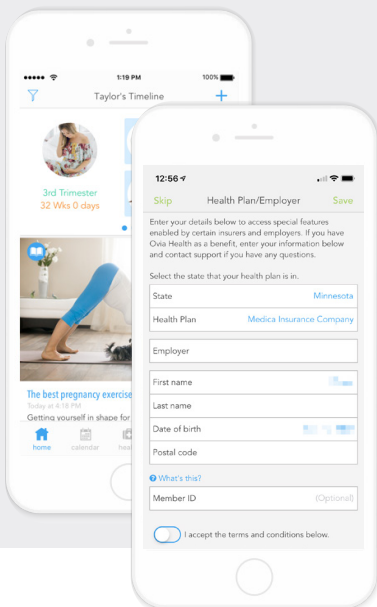 1:19 PM
100%
Taylor's Timeline
3rd Trimester
32 Wks 0 days
The best pregnancy exercise
Today at 4:18 PM
Getting yourself in shape for
home
calendar
12:56
Skip
Health Plan/Employer
Save
Enter your details below to access special features
enabled by certain insurers and employers. If you have
Ovia Health as a benefit, enter your information below
and contact support if you have any questions.
Select the state that your health plan is in.
State
Minnesota
Health Plan
Medica Insurance Company
Employer
First name
Last name
Date of birth
Postal code
What's this?
Member ID
(Optional)
I accept the terms and conditions below.